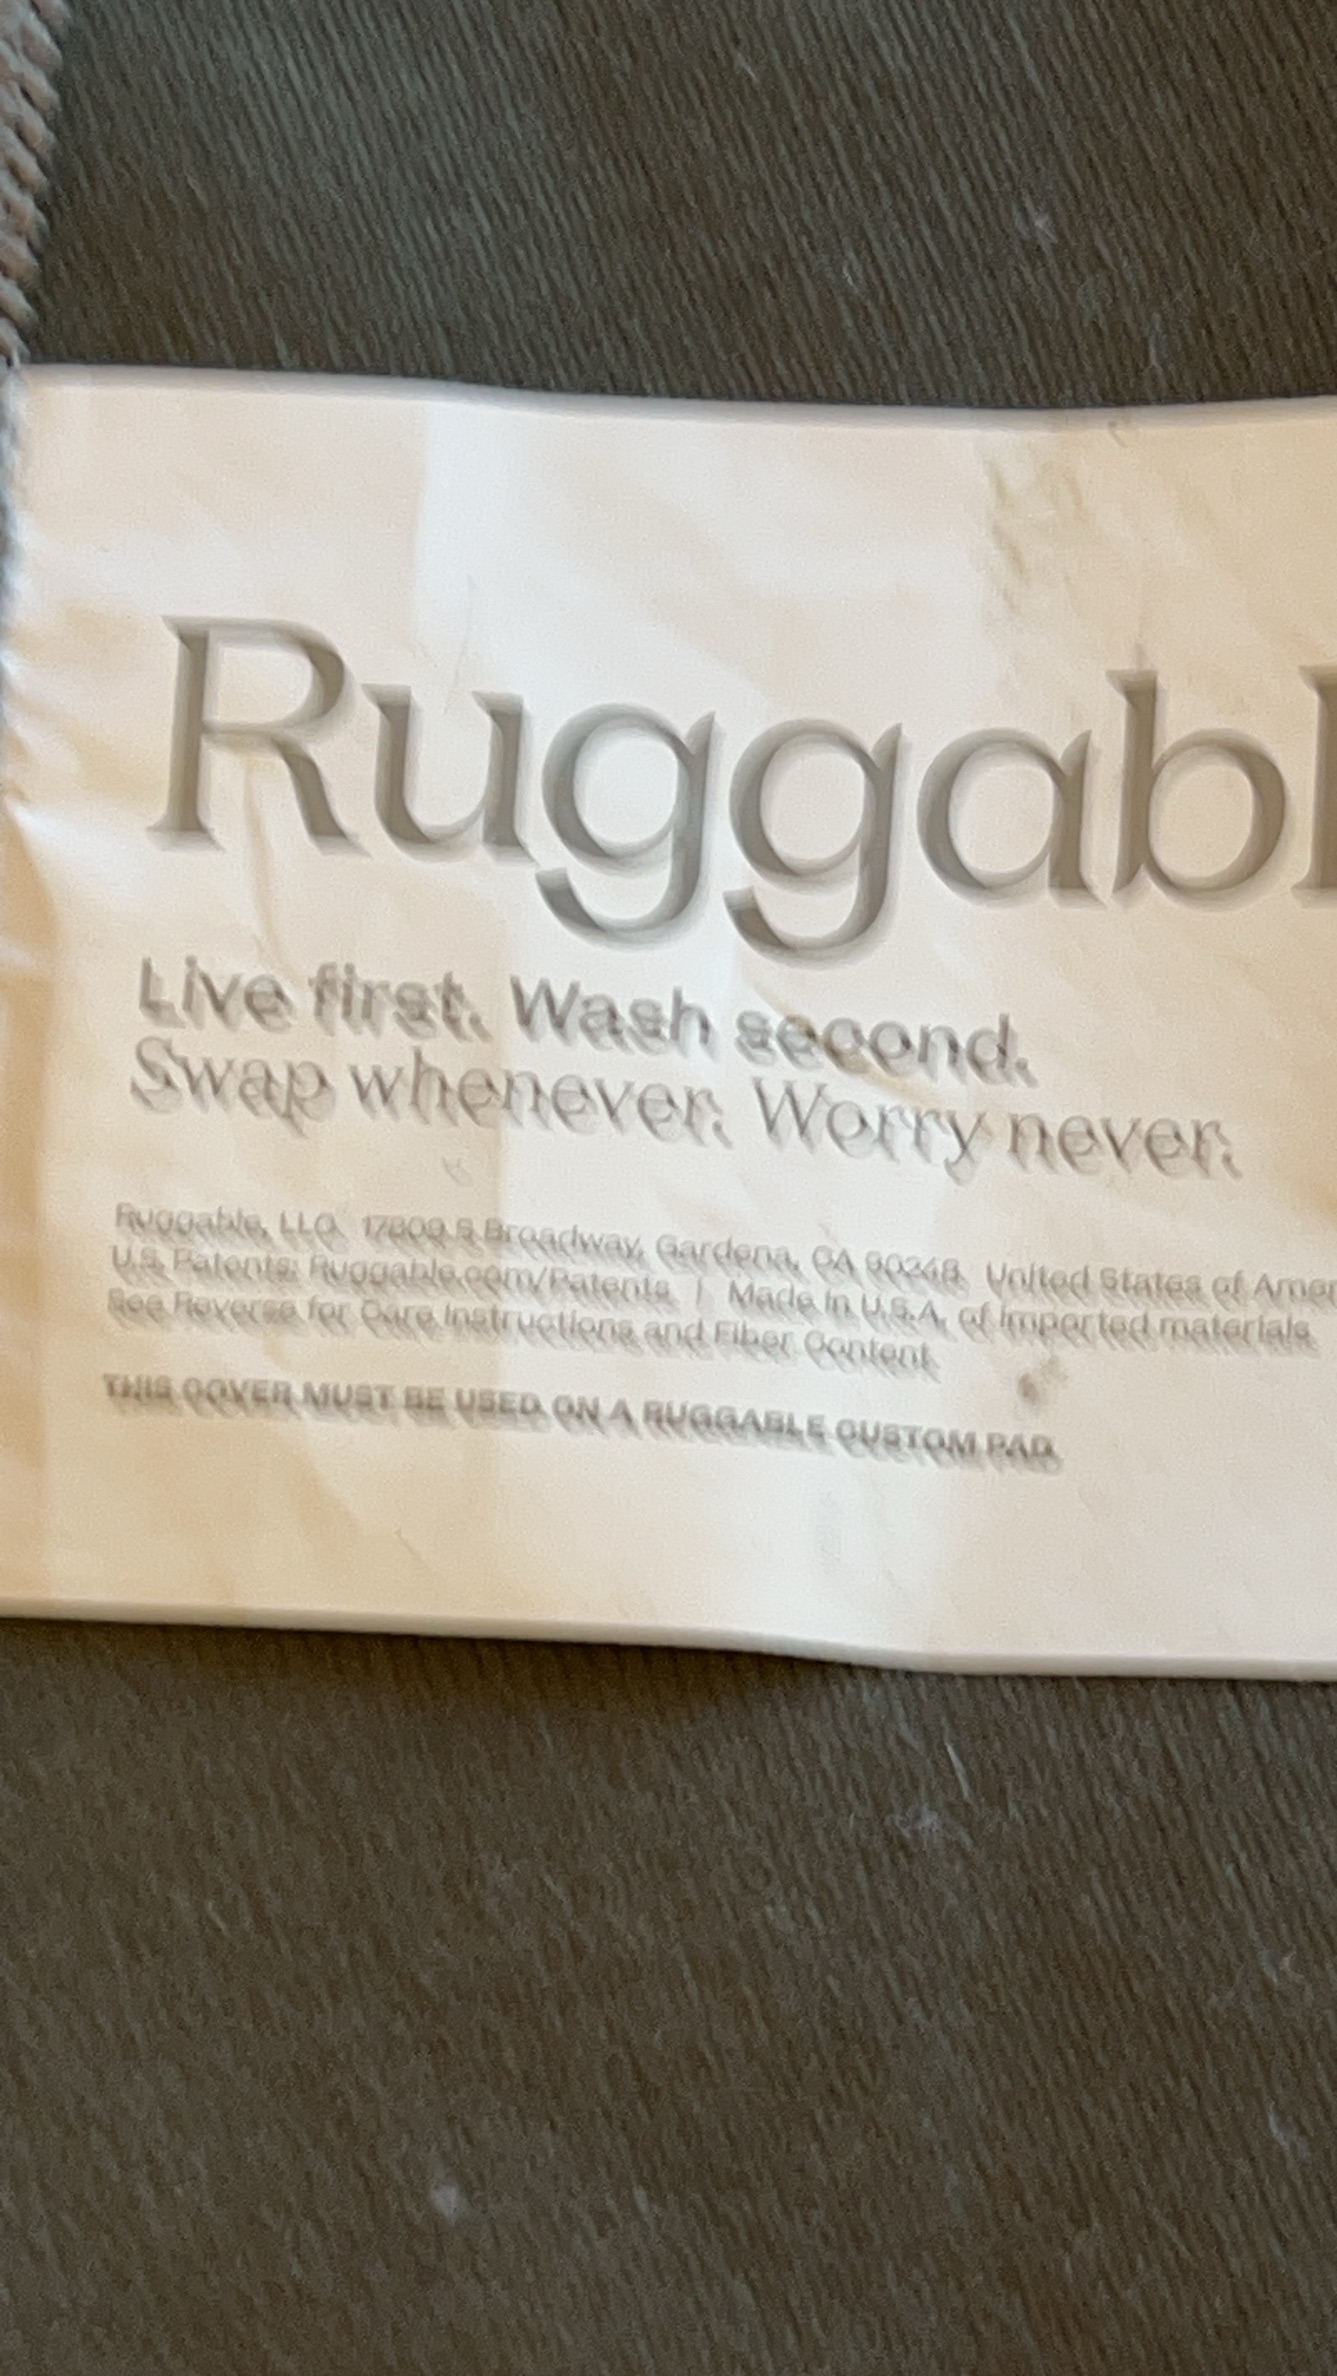 Ruggabl
Live first. Wash second.
Swap whenever. Worry never.
Ruggable, LLC. 17809 S Broadway, Gardena, CA 90248. United States of Amer
U.S. Patents: Ruggable.com/Patents | Made in U.S.A. of imported materials.
See Reverse for Care Instructions and Fiber Content.
THIS COVER MUST BE USED ON A RUGGABLE CUSTOM PAD.